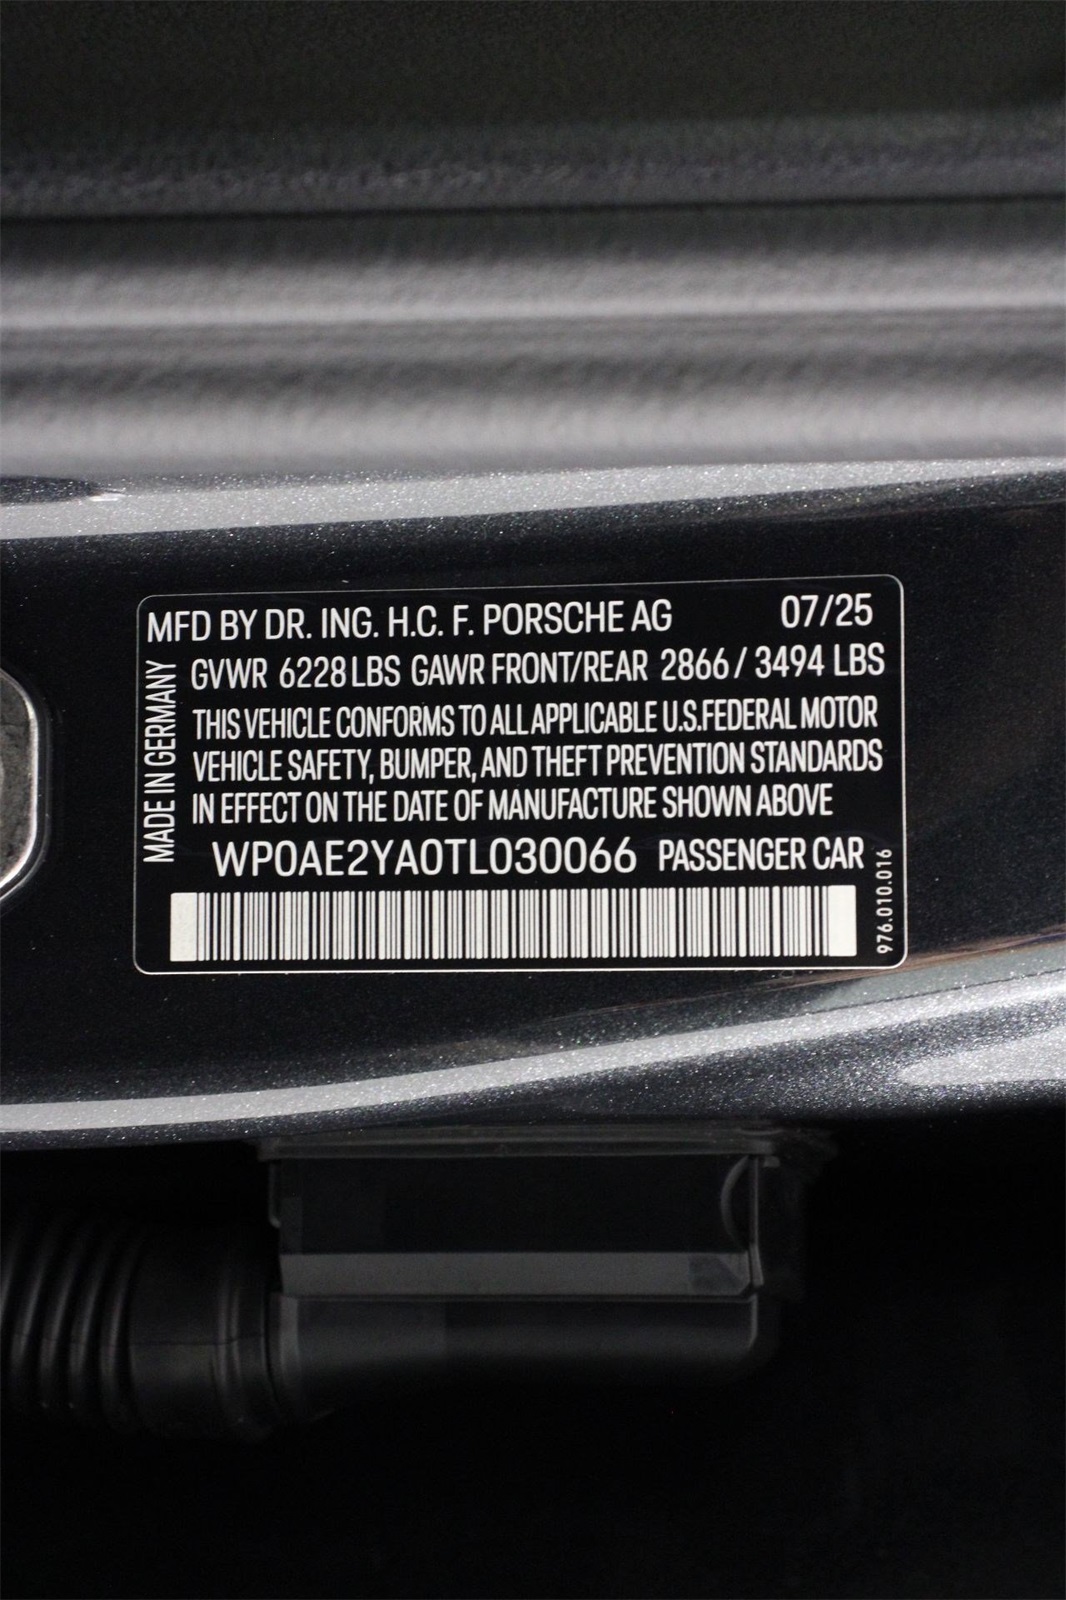 MFD BY DR. ING. H.C. F. PORSCHE AG 07/25
GVWR 6228 LBS GAWR FRONT/REAR 2866 / 3494 LBS
THIS VEHICLE CONFORMS TO ALL APPLICABLE U.S.FEDERAL MOTOR
VEHICLE SAFETY, BUMPER, AND THEFT PREVENTION STANDARDS
IN EFFECT ON THE DATE OF MANUFACTURE SHOWN ABOVE
WP0AE2YA0TL030066 PASSENGER CAR
MADE IN GERMANY
976.010.016